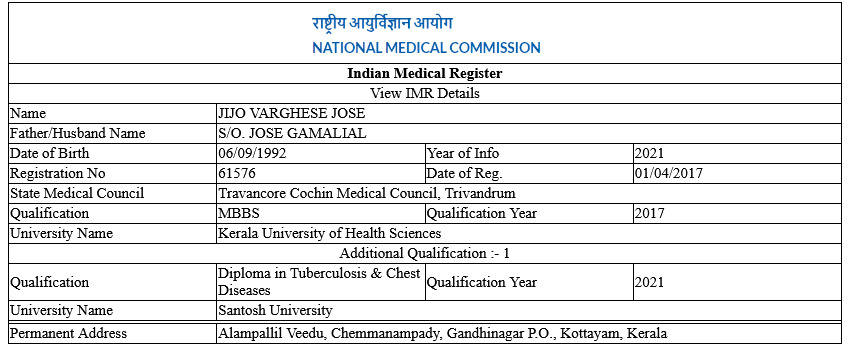 राष्ट्रीय आयुर्विज्ञान आयोग
NATIONAL MEDICAL COMMISSION
Indian Medical Register
View IMR Details
Name JIJO VARGHESE JOSE
Father/Husband Name S/O. JOSE GAMALIAL
Date of Birth 06/09/1992 Year of Info 2021
Registration No 61576 Date of Reg. 01/04/2017
State Medical Council Travancore Cochin Medical Council, Trivandrum
Qualification MBBS Qualification Year 2017
University Name Kerala University of Health Sciences
Additional Qualification :- 1
Qualification Diploma in Tuberculosis & Chest Diseases Qualification Year 2021
University Name Santosh University
Permanent Address Alampallil Veedu, Chemmanampady, Gandhinagar P.O., Kottayam, Kerala